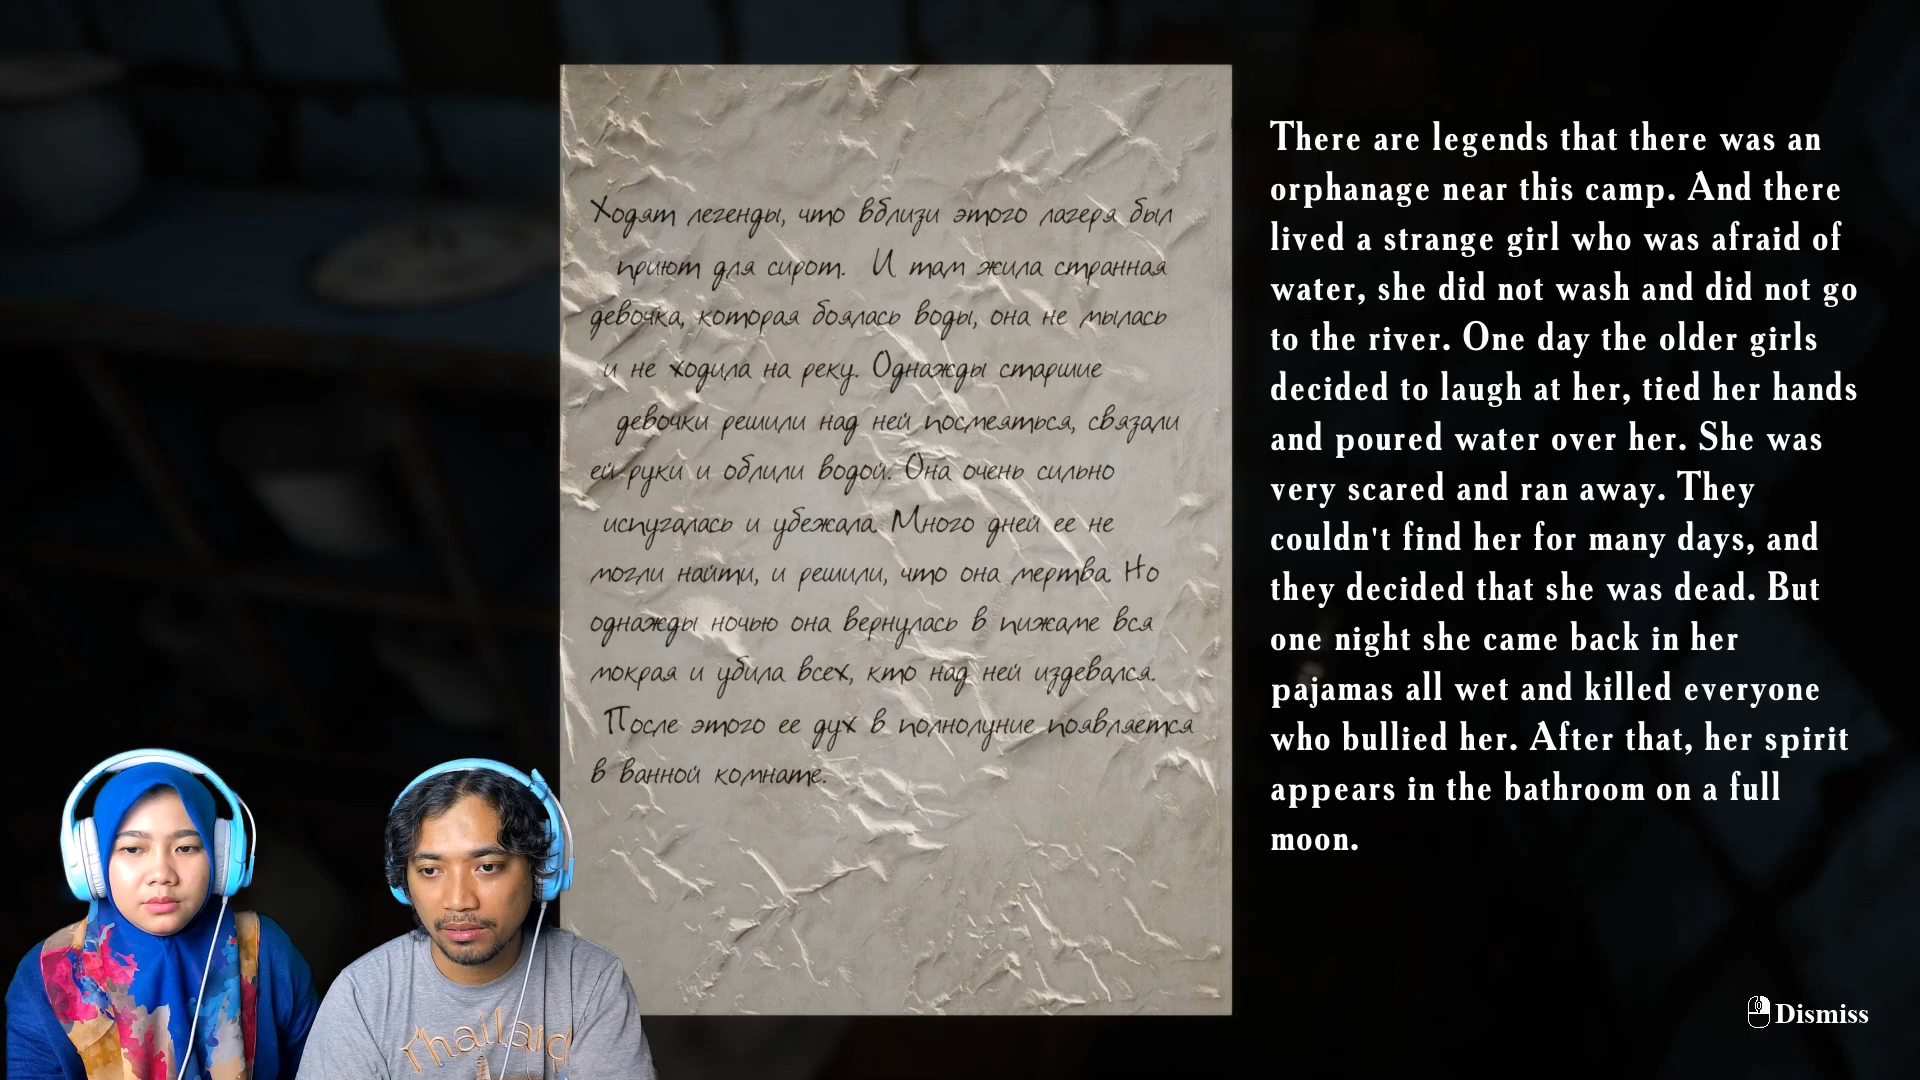 Ходят легенды, что вблизи этого лагеря был
приют для сирот. И там жила странная
девочка, которая боялась воды, она не мылась
и не ходила на реку. Однажды старшие
девочки решили над ней посмеяться, связали
ей руки и облили водой. Она очень сильно
испугалась и убежала. Много дней ее не
могли найти, и решили, что она мертва. Но
однажды ночью она вернулась в пижаме вся
мокрая и убила всех, кто над ней издевался.
После этого ее дух в полнолуние появляется
в ванной комнате.
There are legends that there was an
orphanage near this camp. And there
lived a strange girl who was afraid of
water, she did not wash and did not go
to the river. One day the older girls
decided to laugh at her, tied her hands
and poured water over her. She was
very scared and ran away. They
couldn't find her for many days, and
they decided that she was dead. But
one night she came back in her
pajamas all wet and killed everyone
who bullied her. After that, her spirit
appears in the bathroom on a full
moon.
Thailand
Dismiss